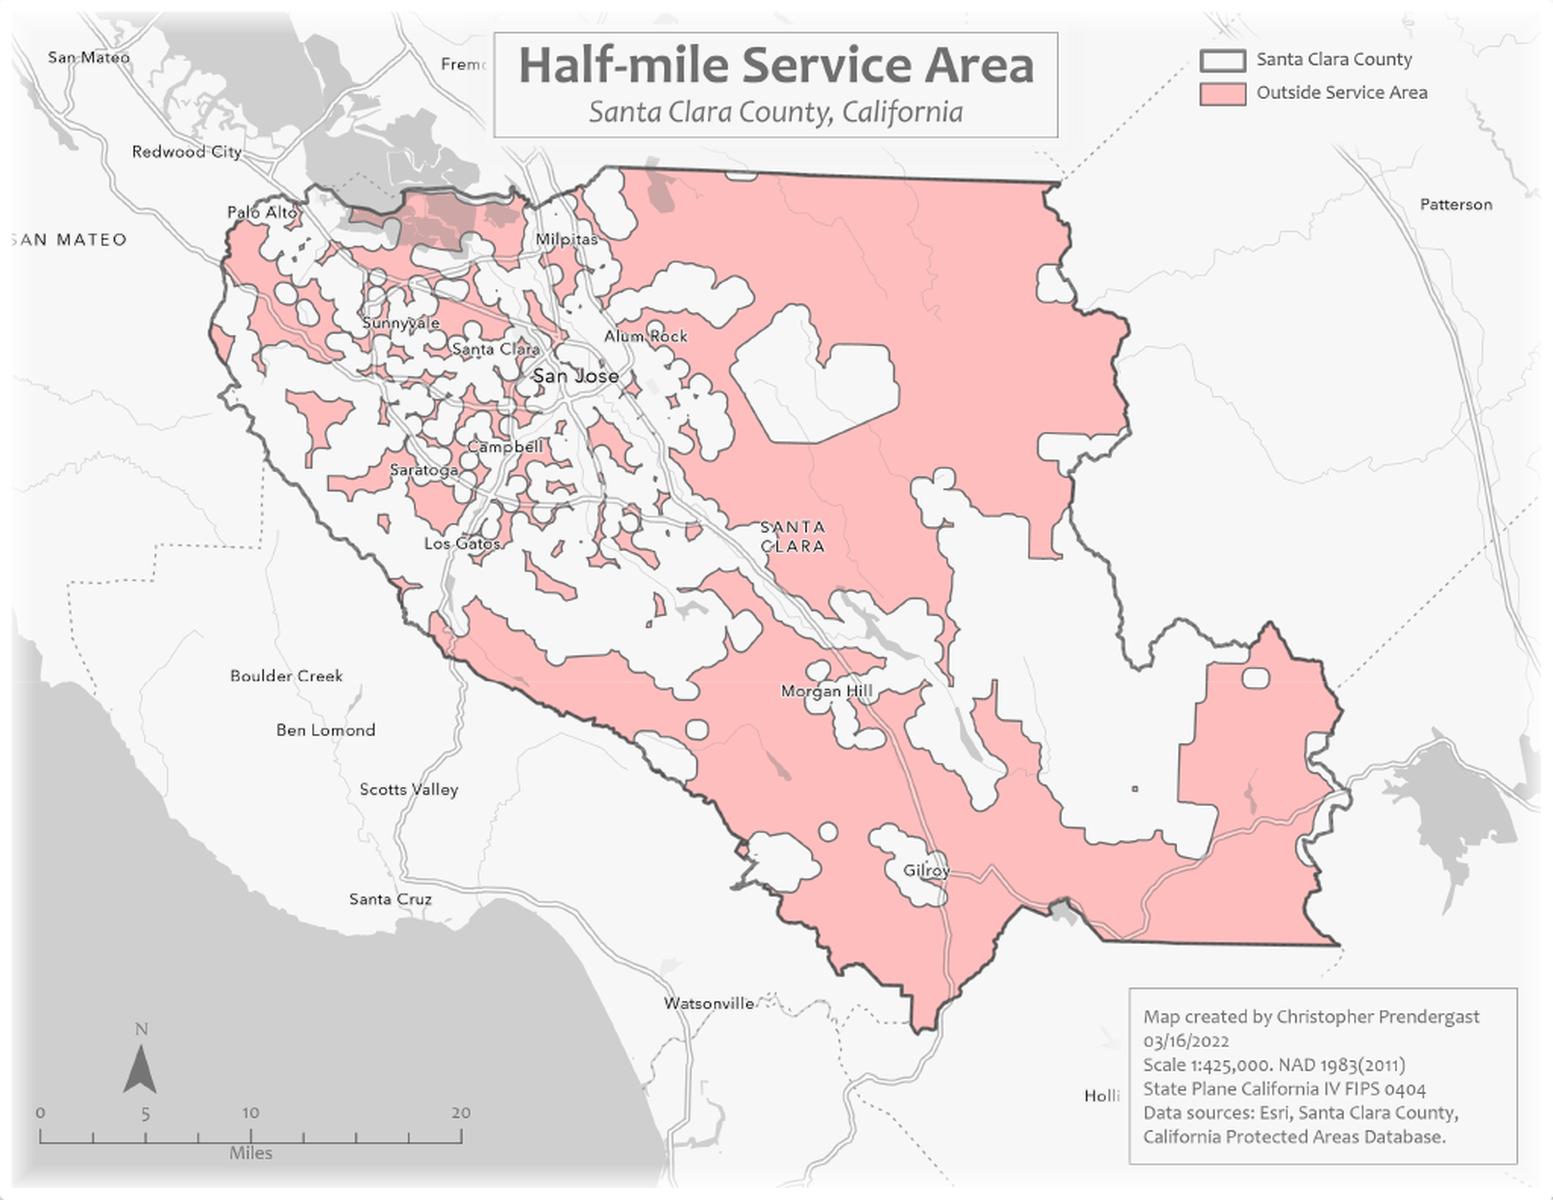 Half-mile Service Area
Santa Clara County, California
Santa Clara County
Outside Service Area
San Mateo
Frem
Redwood City
Palo Alto
SAN MATEO
Milpitas
Patterson
Sunnyvale
Alum Rock
Santa Clara
San Jose
Campbell
Saratoga
SANTA
CLARA
Los Gatos
Boulder Creek
Morgan Hill
Ben Lomond
Scotts Valley
Gilroy
Santa Cruz
Watsonville
Holli
N
0 5 10 20
Miles
Map created by Christopher Prendergast
03/16/2022
Scale 1:425,000. NAD 1983(2011)
State Plane California IV FIPS 0404
Data sources: Esri, Santa Clara County,
California Protected Areas Database.